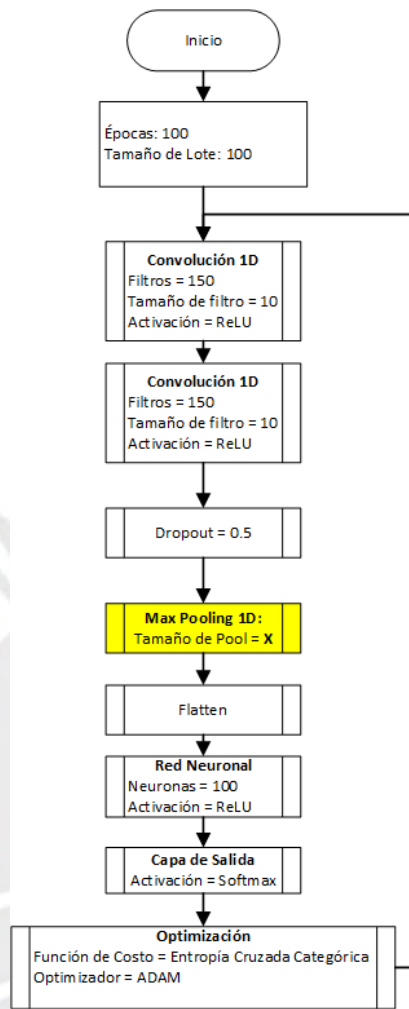 Inicio
Épocas: 100
Tamaño de Lote: 100
Convolución 1D
Filtros = 150
Tamaño de filtro = 10
Activación = ReLU
Convolución 1D
Filtros = 150
Tamaño de filtro = 10
Activación = ReLU
Dropout = 0.5
Max Pooling 1D:
Tamaño de Pool = X
Flatten
Red Neuronal
Neuronas = 100
Activación = ReLU
Capa de Salida
Activación = Softmax
Optimización
Función de Costo = Entropía Cruzada Categórica
Optimizador = ADAM